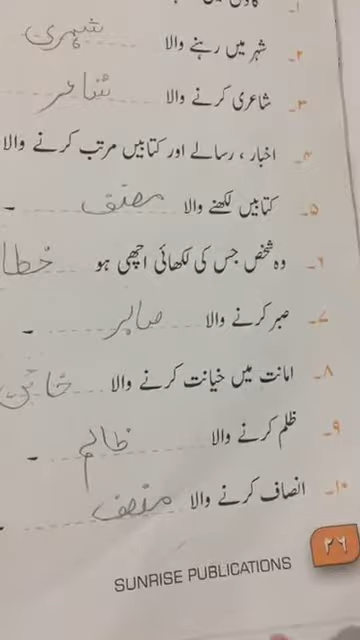 ۲۔ شہر میں رہنے والا شہری
۳۔ شاعری کرنے والا شاعر
۴۔ اخبار ، رسالے اور کتابیں مرتب کرنے والا
۵۔ کتابیں لکھنے والا مصنف ۔
۶۔ وہ شخص جس کی لکھائی اچھی ہو خطا
۷۔ صبر کرنے والا صابر ۔
۸۔ امانت میں خیانت کرنے والا خائن
۹۔ ظلم کرنے والا ظالم ۔
۱۰۔ انصاف کرنے والا منصف ۔
۲۶
SUNRISE PUBLICATIONS